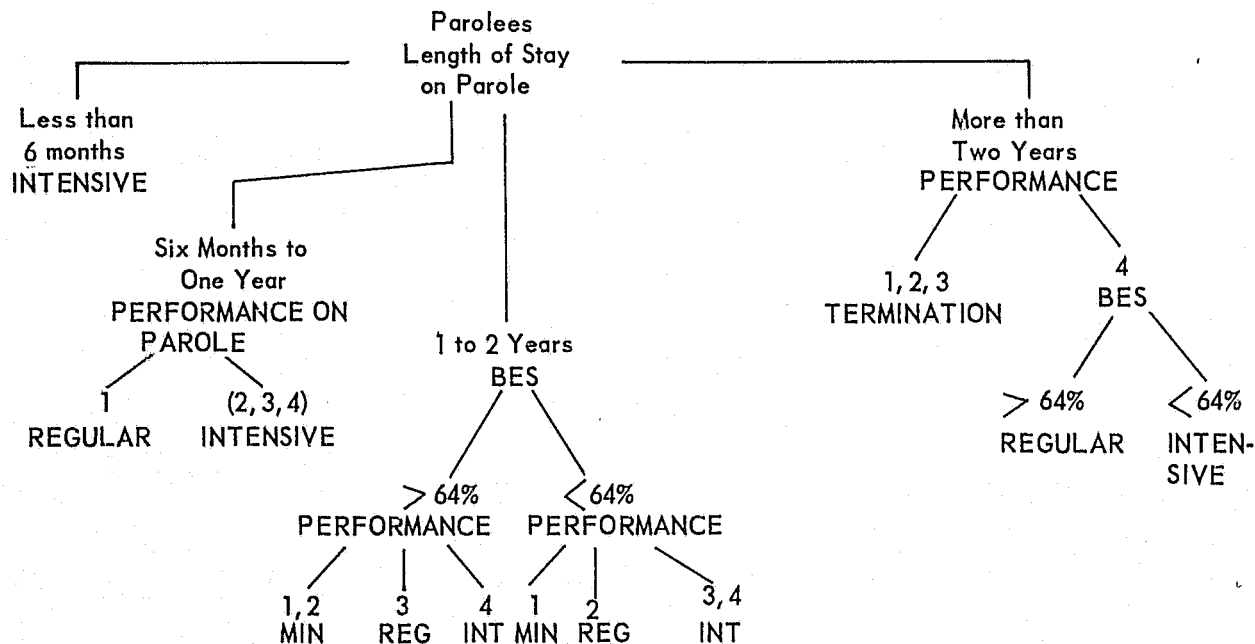 Parolees
Length of Stay
on Parole
Less than
6 months
INTENSIVE
Six Months to
One Year
PERFORMANCE ON
PAROLE
1
REGULAR
(2, 3, 4)
INTENSIVE
1 to 2 Years
BES
> 64%
PERFORMANCE
1, 2
MIN
3
REG
4
INT
< 64%
PERFORMANCE
1
MIN
2
REG
3, 4
INT
More than
Two Years
PERFORMANCE
1, 2, 3
TERMINATION
4
BES
> 64%
REGULAR
< 64%
INTEN-
SIVE